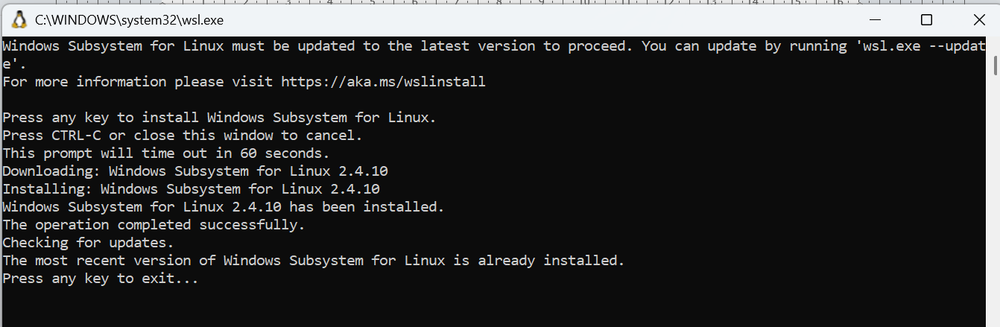 C:\WINDOWS\system32\wsl.exe
Windows Subsystem for Linux must be updated to the latest version to proceed. You can update by running 'wsl.exe --updat
e'.
For more information please visit https://aka.ms/wslinstall
Press any key to install Windows Subsystem for Linux.
Press CTRL-C or close this window to cancel.
This prompt will time out in 60 seconds.
Downloading: Windows Subsystem for Linux 2.4.10
Installing: Windows Subsystem for Linux 2.4.10
Windows Subsystem for Linux 2.4.10 has been installed.
The operation completed successfully.
Checking for updates.
The most recent version of Windows Subsystem for Linux is already installed.
Press any key to exit...